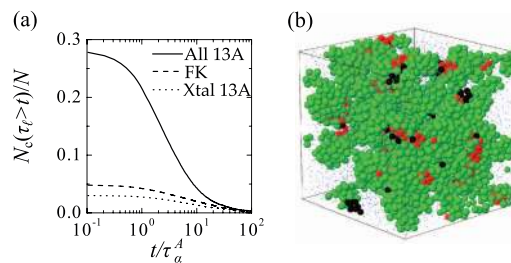 (a)
(b)
0.3
0.2
0.1
0.0
N_c(τ_ℓ>t)/N
All 13A
FK
Xtal 13A
10^-1 10^0 10^1 10^2
t/τ_α^A